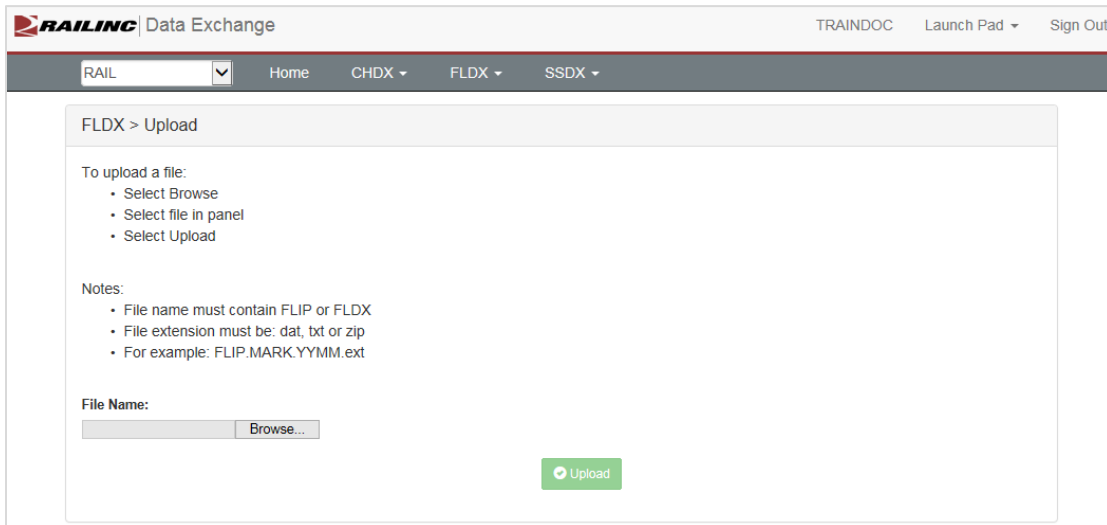 RAILINC Data Exchange TRAINDOC Launch Pad Sign Out
RAIL Home CHDX FLDX SSDX
FLDX > Upload
To upload a file:
• Select Browse
• Select file in panel
• Select Upload
Notes:
• File name must contain FLIP or FLDX
• File extension must be: dat, txt or zip
• For example: FLIP.MARK.YYMM.ext
File Name:
Browse...
Upload